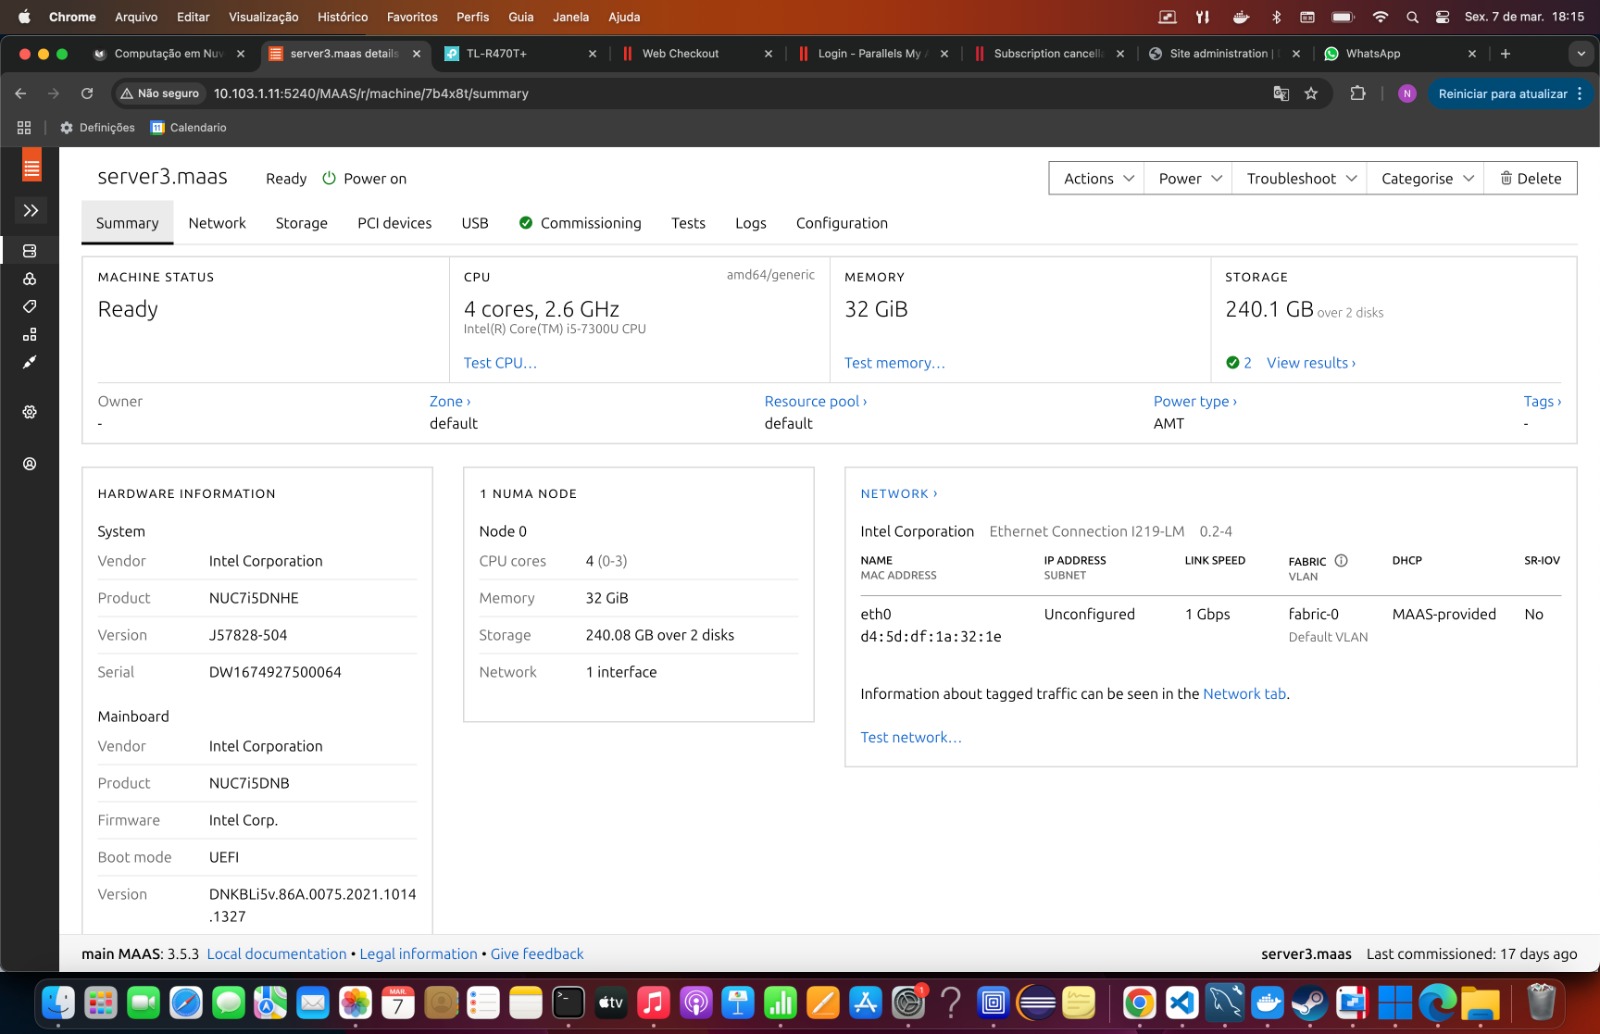 Chrome Arquivo Editar Visualização Histórico Favoritos Perfis Guia Janela Ajuda Sex. 7 de mar. 18:15
Computação em Nuv server3.maas details TL-R470T+ Web Checkout Login - Parallels My A Subscription cancella Site administration | WhatsApp
Não seguro 10.103.1.11:5240/MAAS/r/machine/7b4x8t/summary N Reiniciar para atualizar
Definições Calendario
server3.maas Ready Power on Actions Power Troubleshoot Categorise Delete
Summary Network Storage PCI devices USB Commissioning Tests Logs Configuration
MACHINE STATUS
Ready
CPU amd64/generic
4 cores, 2.6 GHz
Intel(R) Core(TM) i5-7300U CPU
Test CPU…
MEMORY
32 GiB
Test memory…
STORAGE
240.1 GB over 2 disks
2 View results ›
Owner
-
Zone ›
default
Resource pool ›
default
Power type ›
AMT
Tags ›
-
HARDWARE INFORMATION
System
Vendor Intel Corporation
Product NUC7i5DNHE
Version J57828-504
Serial DW1674927500064
Mainboard
Vendor Intel Corporation
Product NUC7i5DNB
Firmware Intel Corp.
Boot mode UEFI
Version DNKBLi5v.86A.0075.2021.1014
.1327
1 NUMA NODE
Node 0
CPU cores 4 (0-3)
Memory 32 GiB
Storage 240.08 GB over 2 disks
Network 1 interface
NETWORK ›
Intel Corporation Ethernet Connection I219-LM 0.2-4
NAME IP ADDRESS LINK SPEED FABRIC DHCP SR-IOV
MAC ADDRESS SUBNET VLAN
eth0 Unconfigured 1 Gbps fabric-0 MAAS-provided No
d4:5d:df:1a:32:1e Default VLAN
Information about tagged traffic can be seen in the Network tab.
Test network…
main MAAS: 3.5.3 Local documentation • Legal information • Give feedback server3.maas Last commissioned: 17 days ago
MAR.
7
tv
1